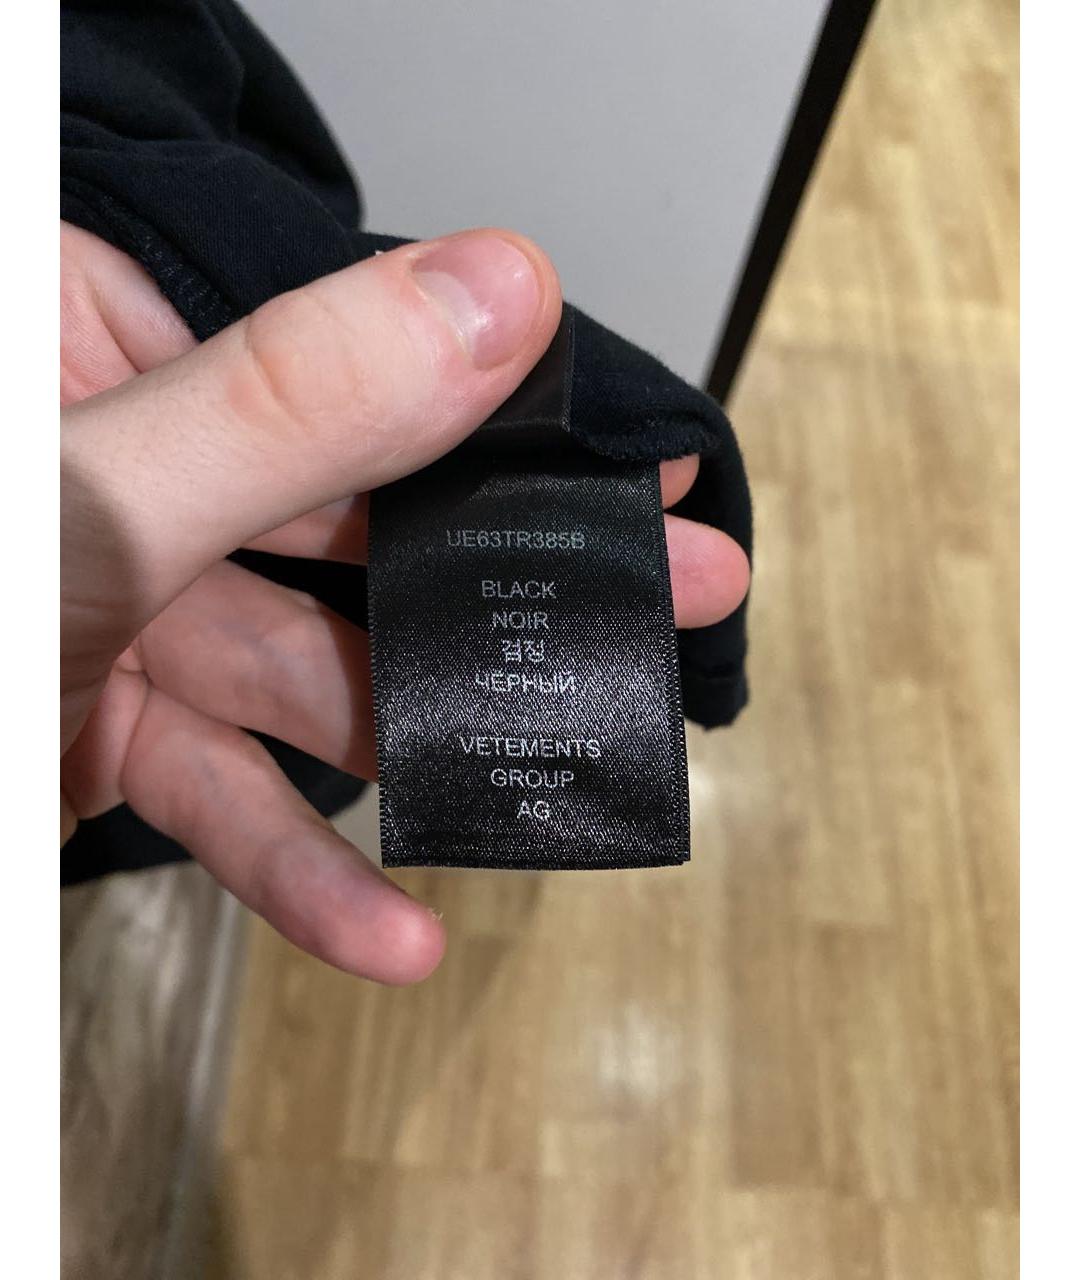 UE63TR385B
BLACK
NOIR
검정
ЧЕРНЫЙ
VETEMENTS
GROUP
AG